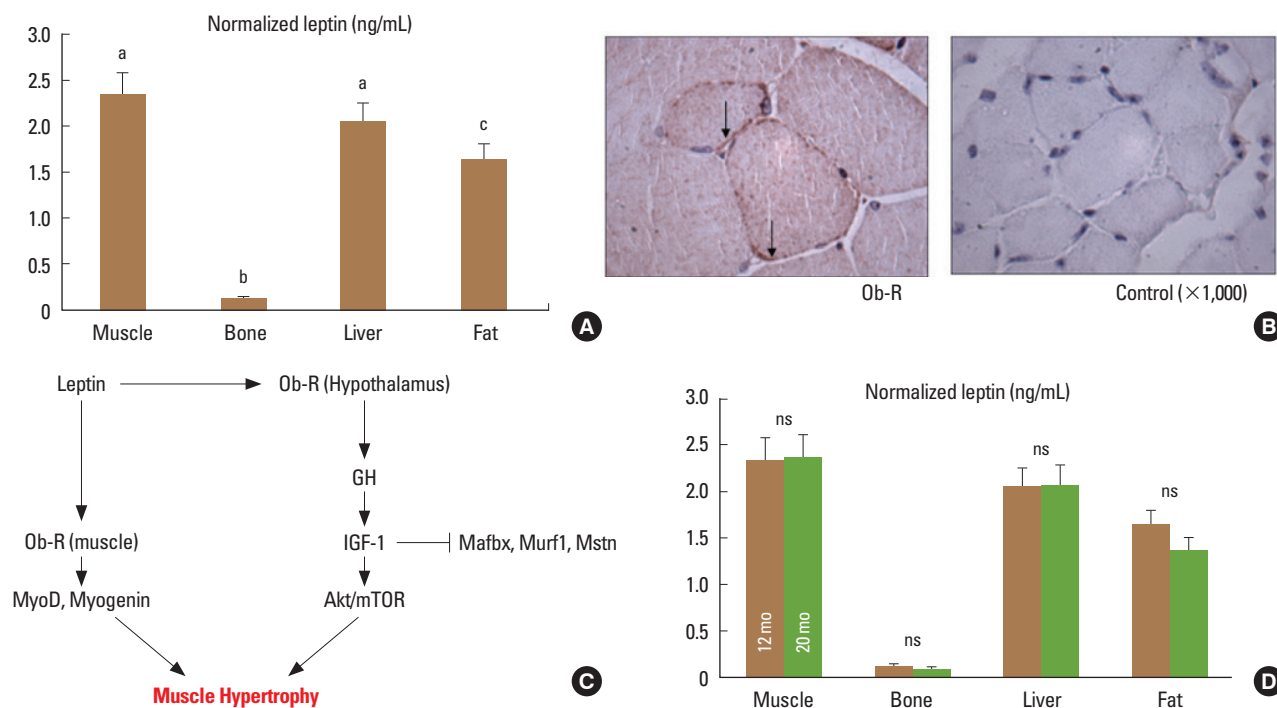 Normalized leptin (ng/mL)
3.0
2.5
2.0
1.5
1.0
0.5
0
a
b
a
c
Muscle Bone Liver Fat
A
Ob-R
Control (×1,000)
B
Leptin Ob-R (Hypothalamus)
GH
Ob-R (muscle) IGF-1 Mafbx, Murf1, Mstn
MyoD, Myogenin Akt/mTOR
Muscle Hypertrophy
C
Normalized leptin (ng/mL)
3.0
2.5
2.0
1.5
1.0
0.5
0
ns
ns
ns
ns
12 mo
20 mo
Muscle Bone Liver Fat
D